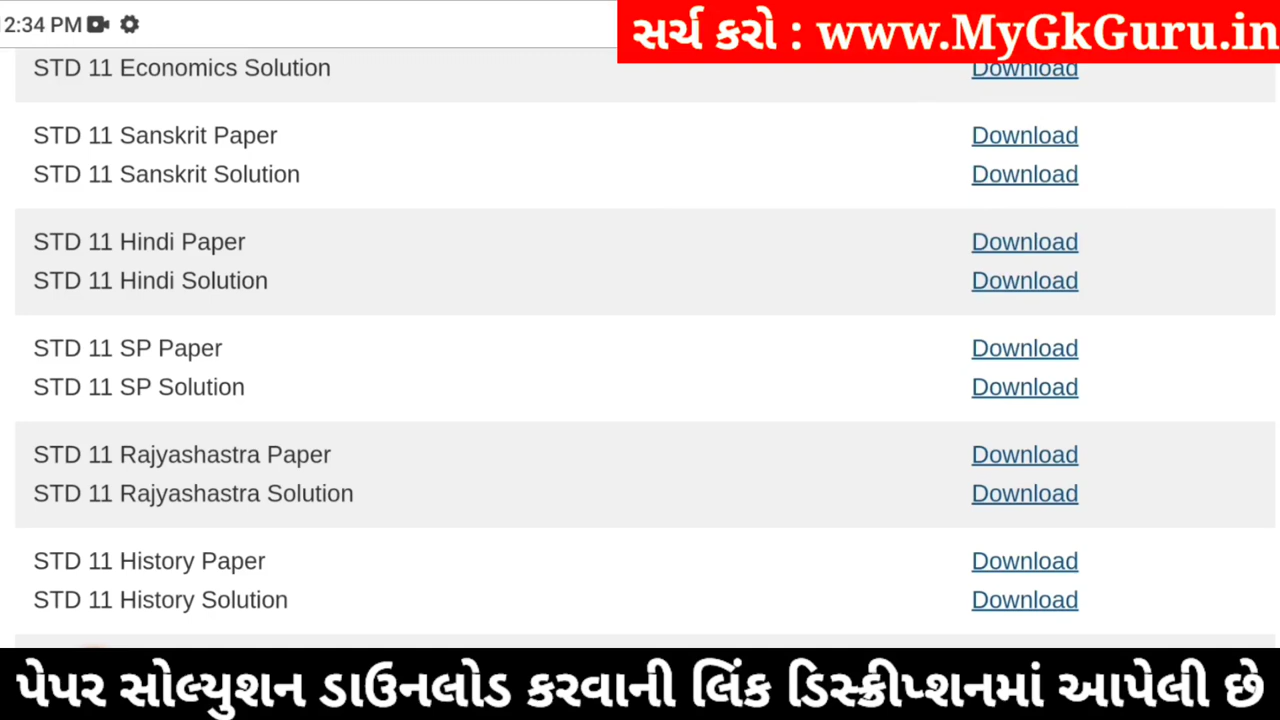 12:34 PM
સર્ચ કરો : www.MyGkGuru.in
STD 11 Economics Solution Download
STD 11 Sanskrit Paper Download
STD 11 Sanskrit Solution Download
STD 11 Hindi Paper Download
STD 11 Hindi Solution Download
STD 11 SP Paper Download
STD 11 SP Solution Download
STD 11 Rajyashastra Paper Download
STD 11 Rajyashastra Solution Download
STD 11 History Paper Download
STD 11 History Solution Download
પેપર સોલ્યુશન ડાઉનલોડ કરવાની લિંક ડિસ્ક્રીપ્શનમાં આપેલી છે